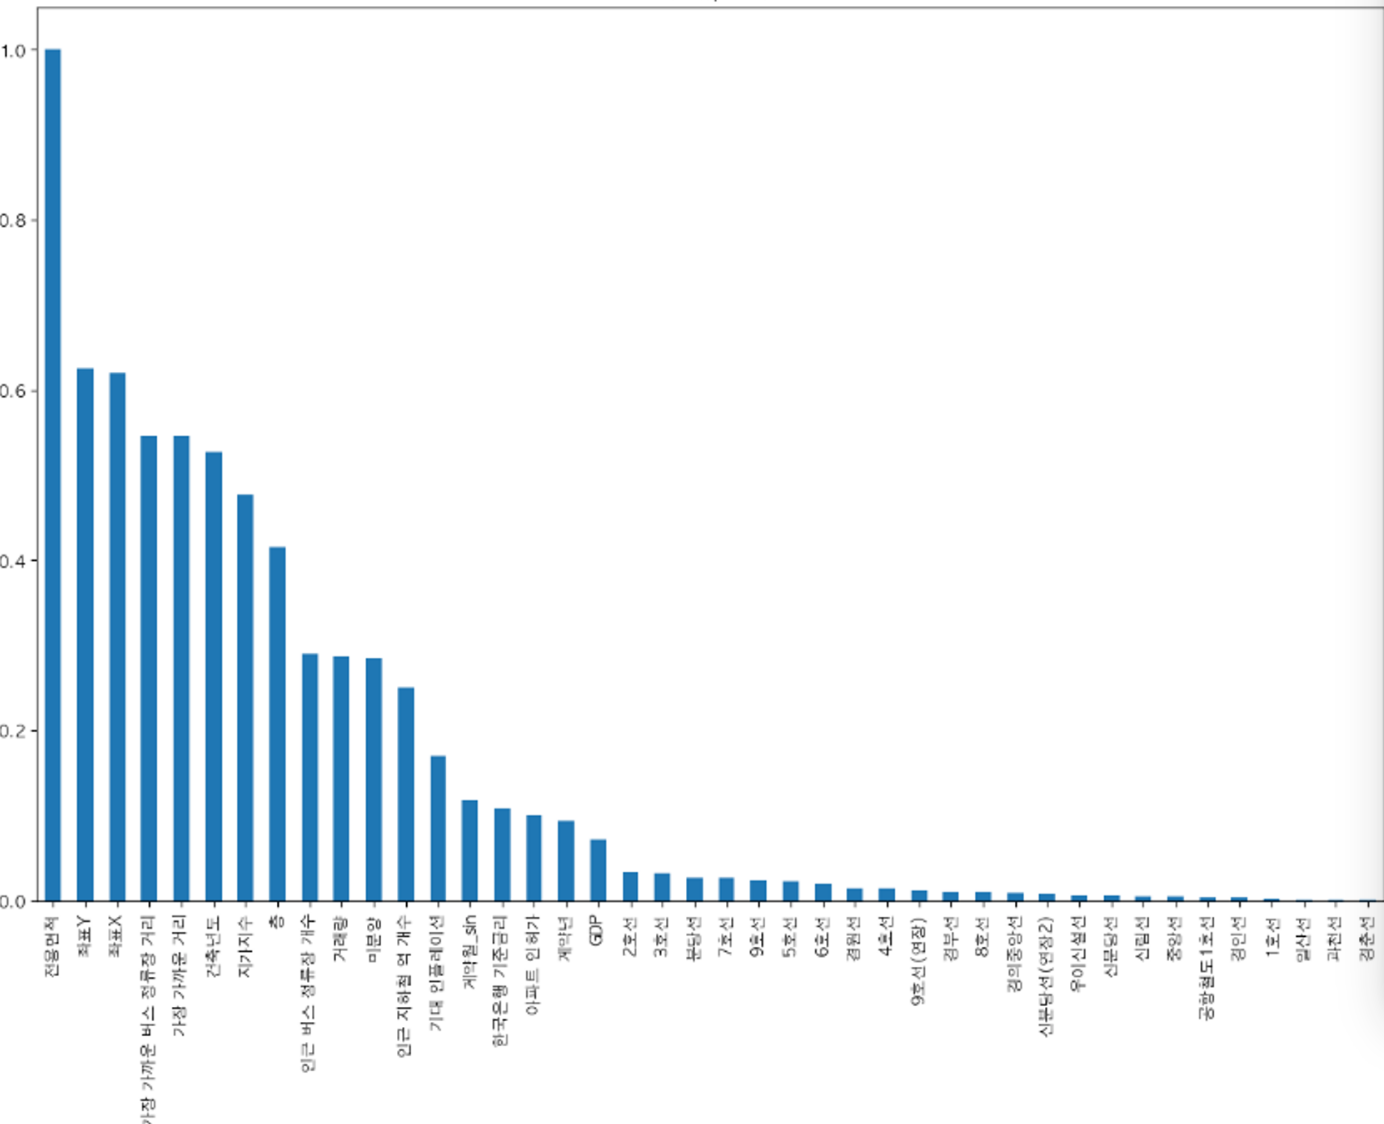 1.0
0.8
0.6
0.4
0.2
0.0
전용면적
좌표Y
좌표X
가장 가까운 버스 정류장 거리
가장 가까운 거리
건축년도
지가지수
층
인근 버스 정류장 개수
거래량
미분양
인근 지하철 역 개수
기대 인플레이션
계약월_sin
한국은행 기준금리
아파트 인허가
계약년
GDP
2호선
3호선
분당선
7호선
9호선
5호선
6호선
경원선
4호선
9호선(연장)
경부선
8호선
경의중앙선
신분당선(연장2)
우이신설선
신분당선
신림선
중앙선
공항철도1호선
경인선
1호선
일산선
과천선
경춘선